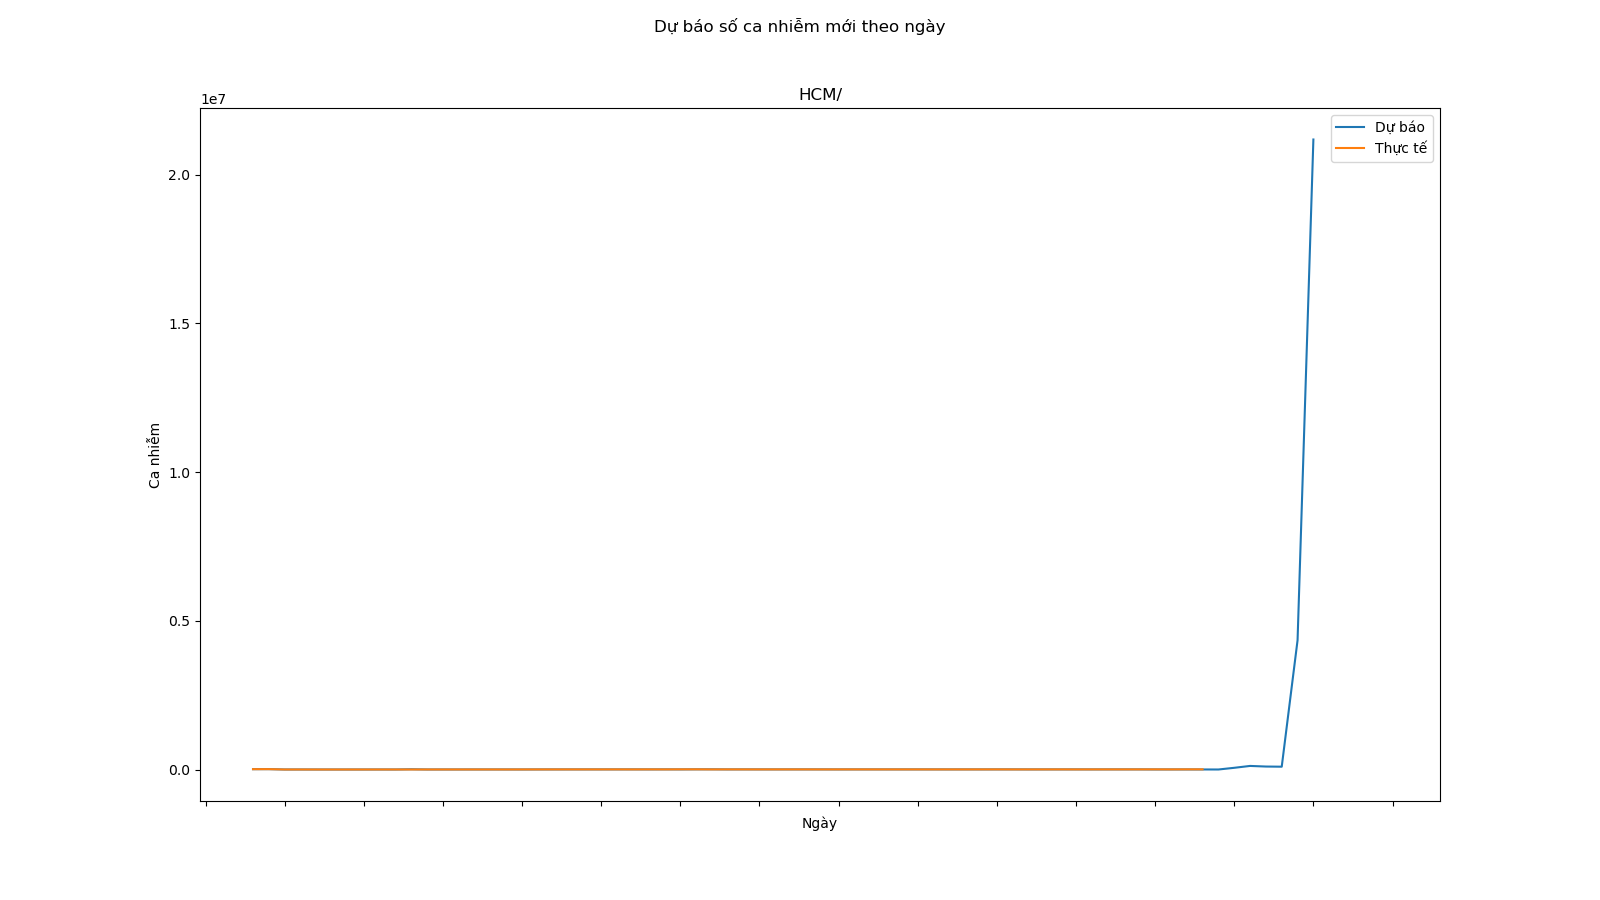 Dự báo số ca nhiễm mới theo ngày
HCM/
1e7
Dự báo
Thực tế
2.0
1.5
1.0
0.5
0.0
Ca nhiễm
Ngày